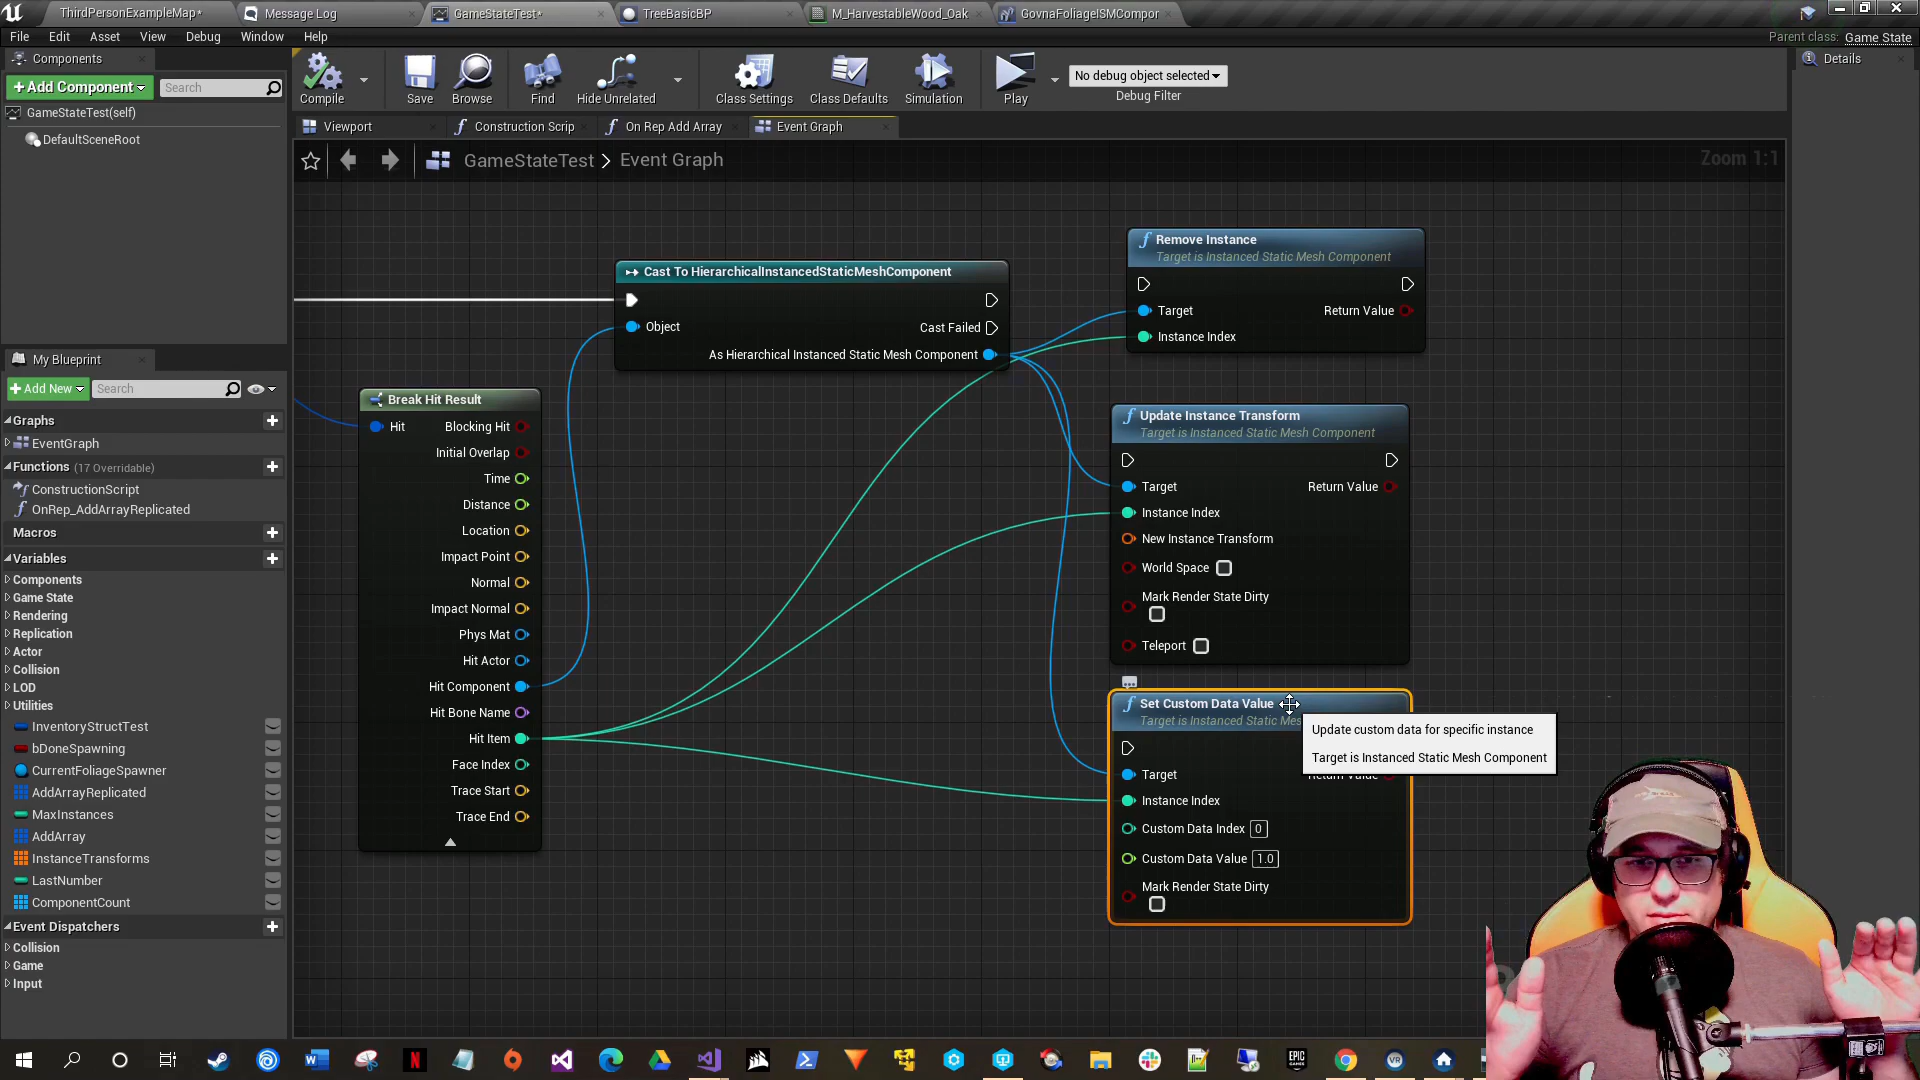 ThirdPersonExampleMap*
Message Log
GameStateTest*
TreeBasicBP
M_HarvestableWood_Oak
GovnaFoliageISMCompor
File
Edit
Asset
View
Debug
Window
Help
Parent class: Game State
Components
+Add Component
Search
GameStateTest(self)
DefaultSceneRoot
Compile
Save
Browse
Find
Hide Unrelated
Class Settings
Class Defaults
Simulation
Play
No debug object selected
Debug Filter
Details
Viewport
Construction Scrip
On Rep Add Array
Event Graph
GameStateTest > Event Graph
Zoom 1:1
My Blueprint
+Add New
Search
Graphs
EventGraph
Functions (17 Overridable)
ConstructionScript
OnRep_AddArrayReplicated
Macros
Variables
Components
Game State
Rendering
Replication
Actor
Collision
LOD
Utilities
InventoryStructTest
bDoneSpawning
CurrentFoliageSpawner
AddArrayReplicated
MaxInstances
AddArray
InstanceTransforms
LastNumber
ComponentCount
Event Dispatchers
Collision
Game
Input
Break Hit Result
Hit
Blocking Hit
Initial Overlap
Time
Distance
Location
Impact Point
Normal
Impact Normal
Phys Mat
Hit Actor
Hit Component
Hit Bone Name
Hit Item
Face Index
Trace Start
Trace End
Cast To HierarchicalInstancedStaticMeshComponent
Object
Cast Failed
As Hierarchical Instanced Static Mesh Component
Remove Instance
Target is Instanced Static Mesh Component
Target
Return Value
Instance Index
Update Instance Transform
Target is Instanced Static Mesh Component
Target
Return Value
Instance Index
New Instance Transform
World Space
Mark Render State Dirty
Teleport
Set Custom Data Value
Target is Instanced Static Mes
Update custom data for specific instance
Target is Instanced Static Mesh Component
Target
Return Value
Instance Index
Custom Data Index 0
Custom Data Value 1.0
Mark Render State Dirty